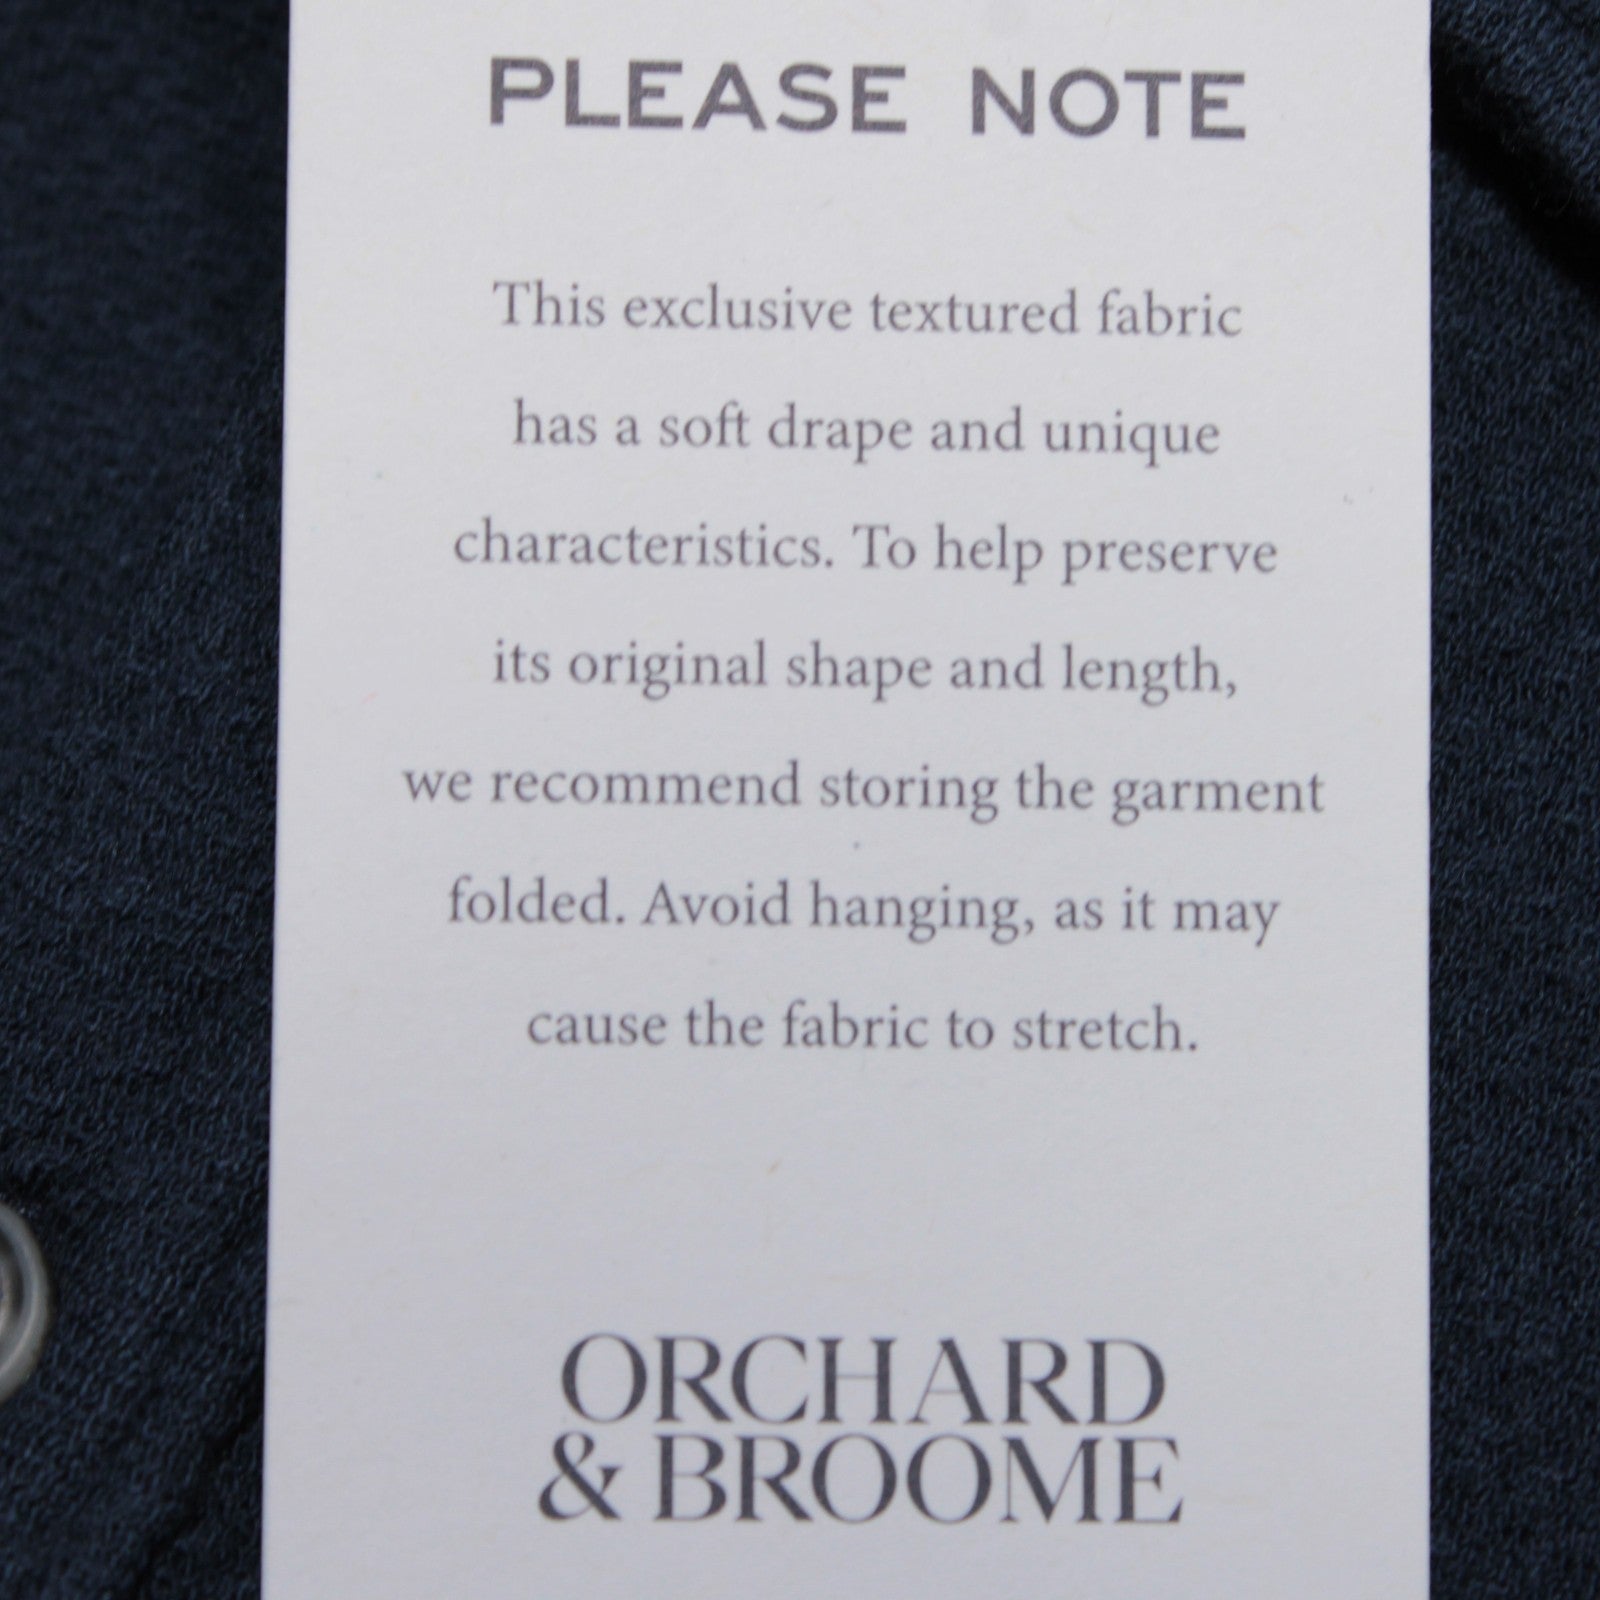 PLEASE NOTE
This exclusive textured fabric
has a soft drape and unique
characteristics. To help preserve
its original shape and length,
we recommend storing the garment
folded. Avoid hanging, as it may
cause the fabric to stretch.
ORCHARD
& BROOME